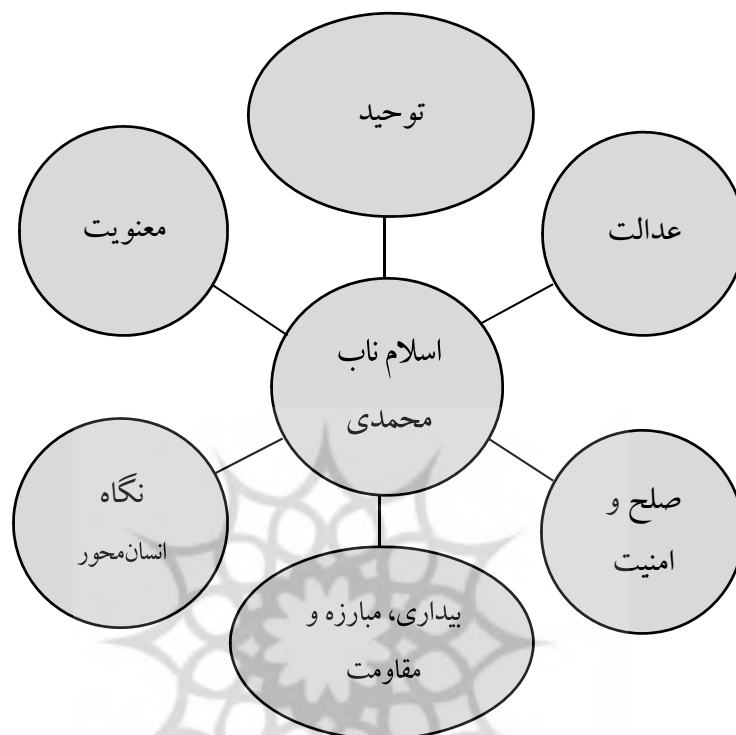 توحید
عدالت
معنویت
اسلام ناب
محمدی
صلح و
امنیت
نگاه
انسان‌محور
بیداری، مبارزه و
مقاومت